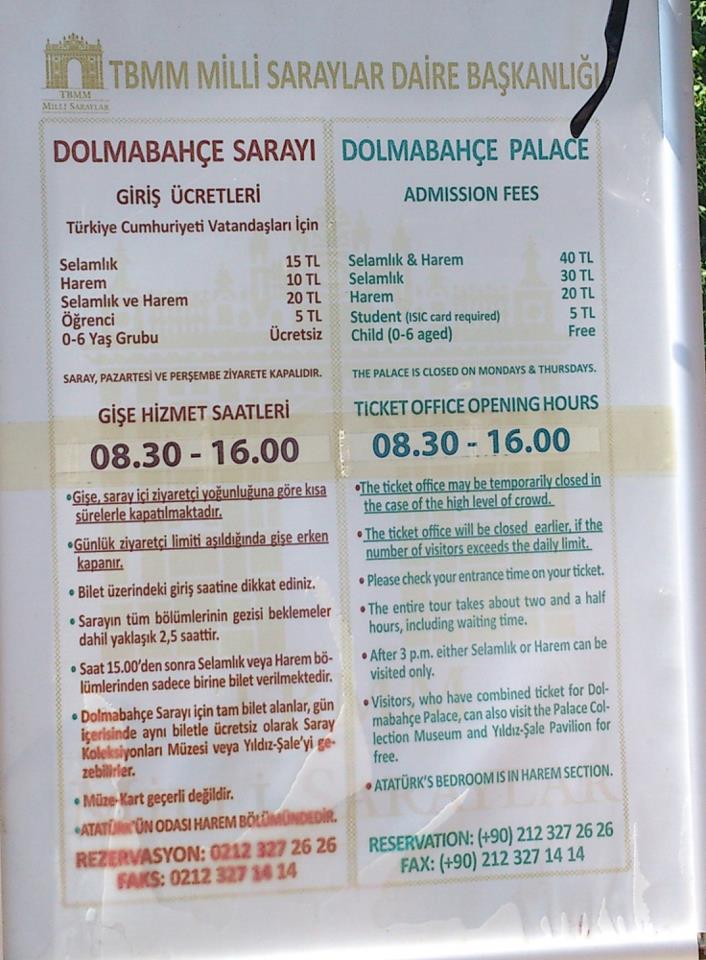 TBMM MİLLİ SARAYLAR DAİRE BAŞKANLIĞI
TBMM
MİLLİ SARAYLAR
DOLMABAHÇE SARAYI
GİRİŞ ÜCRETLERİ
Türkiye Cumhuriyeti Vatandaşları İçin
Selamlık 15 TL
Harem 10 TL
Selamlık ve Harem 20 TL
Öğrenci 5 TL
0-6 Yaş Grubu Ücretsiz
SARAY, PAZARTESİ VE PERŞEMBE ZİYARETE KAPALIDIR.
GİŞE HİZMET SAATLERİ
08.30 - 16.00
•Gişe, saray içi ziyaretçi yoğunluğuna göre kısa
sürelerle kapatılmaktadır.
•Günlük ziyaretçi limiti aşıldığında gişe erken
kapanır.
• Bilet üzerindeki giriş saatine dikkat ediniz.
• Sarayın tüm bölümlerinin gezisi beklemeler
dahil yaklaşık 2,5 saattir.
• Saat 15.00'den sonra Selamlık veya Harem bö-
lümlerinden sadece birine bilet verilmektedir.
• Dolmabahçe Sarayı için tam bilet alanlar, gün
içerisinde aynı biletle ücretsiz olarak Saray
Koleksiyonları Müzesi veya Yıldız-Şale'yi ge-
zebilirler.
• Müze-Kart geçerli değildir.
•ATATÜRK'ÜN ODASI HAREM BÖLÜMÜNDEDİR.
REZERVASYON: 0212 327 26 26
FAKS: 0212 327 14 14
DOLMABAHÇE PALACE
ADMISSION FEES
Selamlık & Harem 40 TL
Selamlık 30 TL
Harem 20 TL
Student (ISIC card required) 5 TL
Child (0-6 aged) Free
THE PALACE IS CLOSED ON MONDAYS & THURSDAYS.
TİCKET OFFICE OPENING HOURS
08.30 - 16.00
•The ticket office may be temporarily closed in
the case of the high level of crowd.
• The ticket office will be closed earlier, if the
number of visitors exceeds the daily limit.
• Please check your entrance time on your ticket.
• The entire tour takes about two and a half
hours, including waiting time.
• After 3 p.m. either Selamlık or Harem can be
visited only.
• Visitors, who have combined ticket for Dol-
mabahçe Palace, can also visit the Palace Col-
lection Museum and Yıldız-Şale Pavilion for
free.
• ATATÜRK'S BEDROOM IS IN HAREM SECTION.
RESERVATION: (+90) 212 327 26 26
FAX: (+90) 212 327 14 14